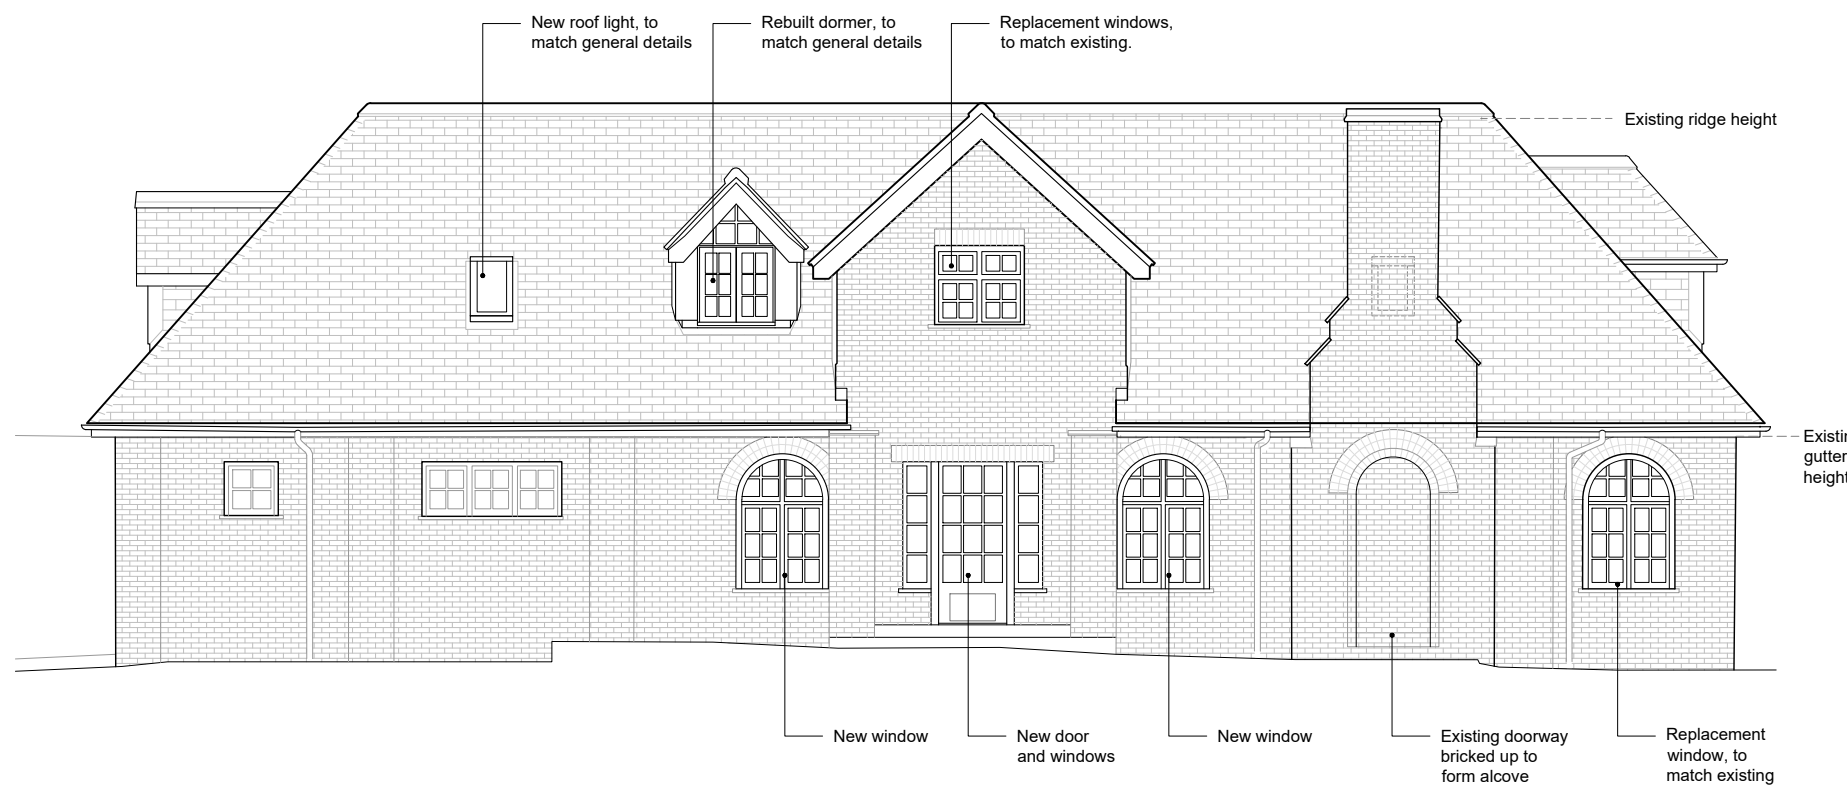 New roof light, to
match general details
Rebuilt dormer, to
match general details
Replacement windows,
to match existing.
Existing ridge height
gutter
New window
New door
and windows
New window
Existing doorway
bricked up to
form alcove
Replacement
window, to
match existing